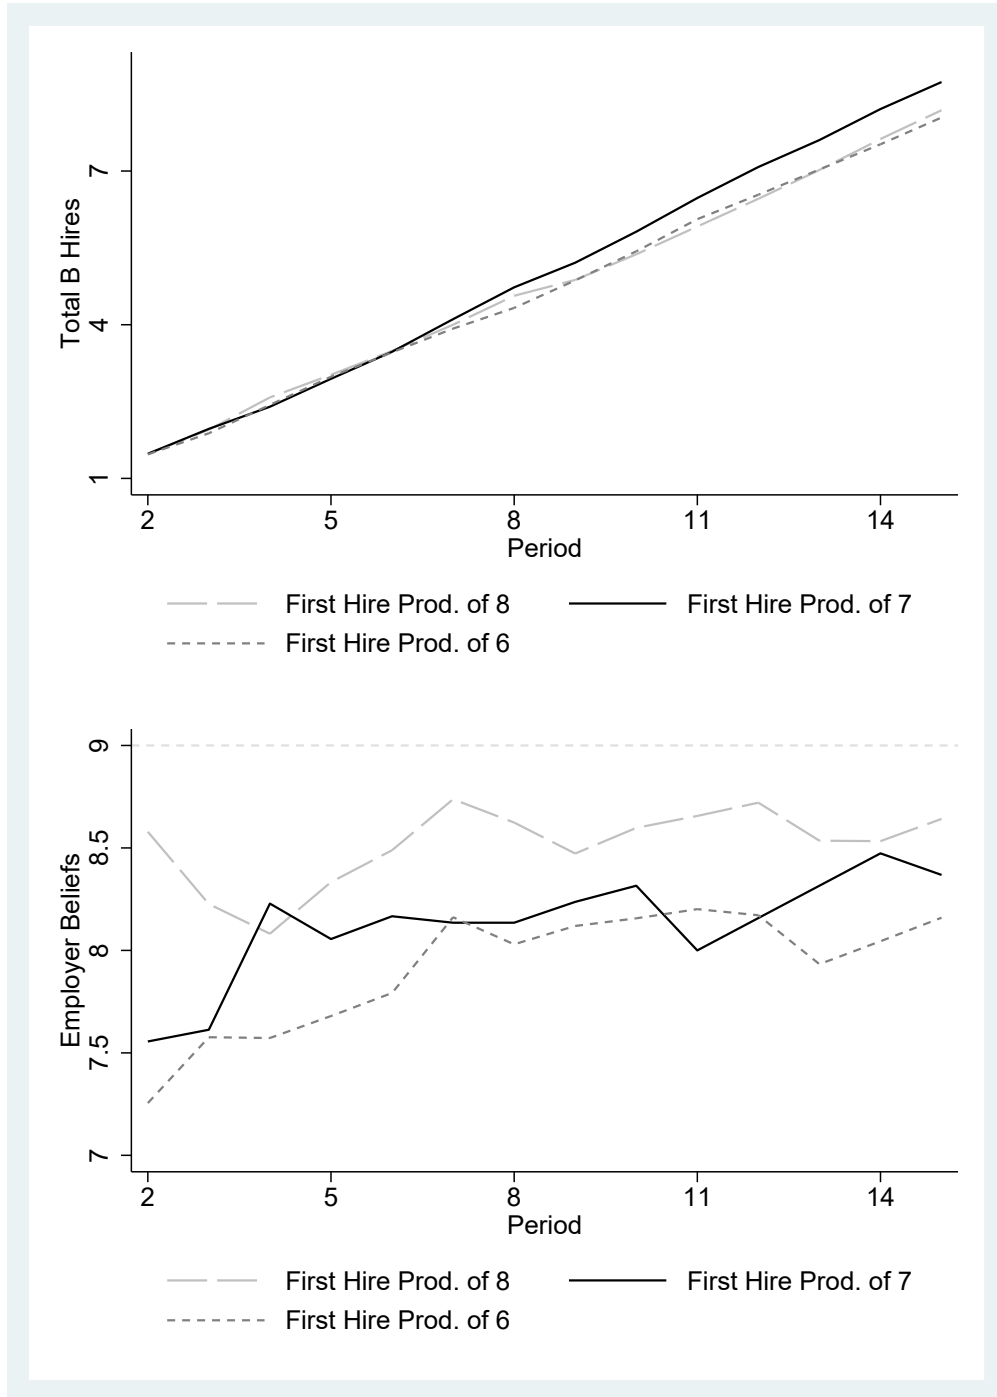 Total B Hires
7
4
1
2 5 8 11 14
Period
First Hire Prod. of 8 First Hire Prod. of 7
First Hire Prod. of 6
Employer Beliefs
9
8.5
8
7.5
7
2 5 8 11 14
Period
First Hire Prod. of 8 First Hire Prod. of 7
First Hire Prod. of 6